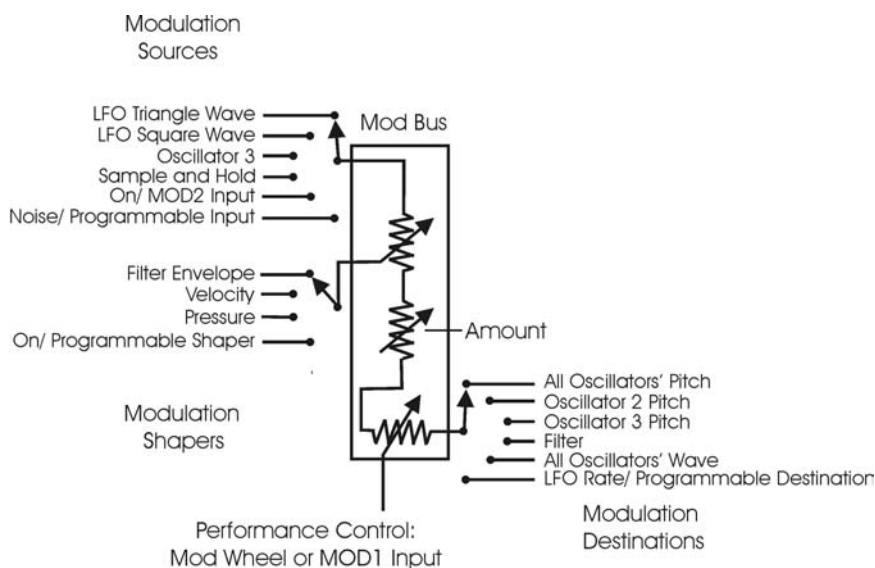 Modulation
Sources
LFO Triangle Wave
LFO Square Wave
Oscillator 3
Sample and Hold
On/ MOD2 Input
Noise/ Programmable Input
Mod Bus
Filter Envelope
Velocity
Pressure
On/ Programmable Shaper
Amount
Modulation
Shapers
All Oscillators' Pitch
Oscillator 2 Pitch
Oscillator 3 Pitch
Filter
All Oscillators' Wave
LFO Rate/ Programmable Destination
Performance Control:
Mod Wheel or MOD1 Input
Modulation
Destinations